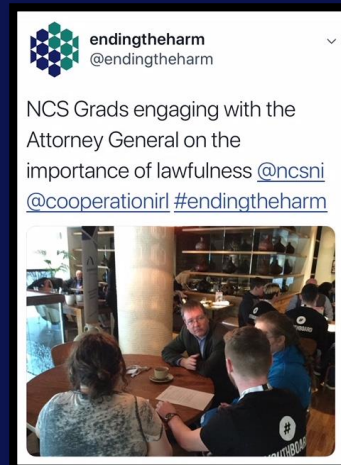 endingtheharm
@endingtheharm
NCS Grads engaging with the
Attorney General on the
importance of lawfulness @ncsni
@cooperationirl #endingtheharm
#